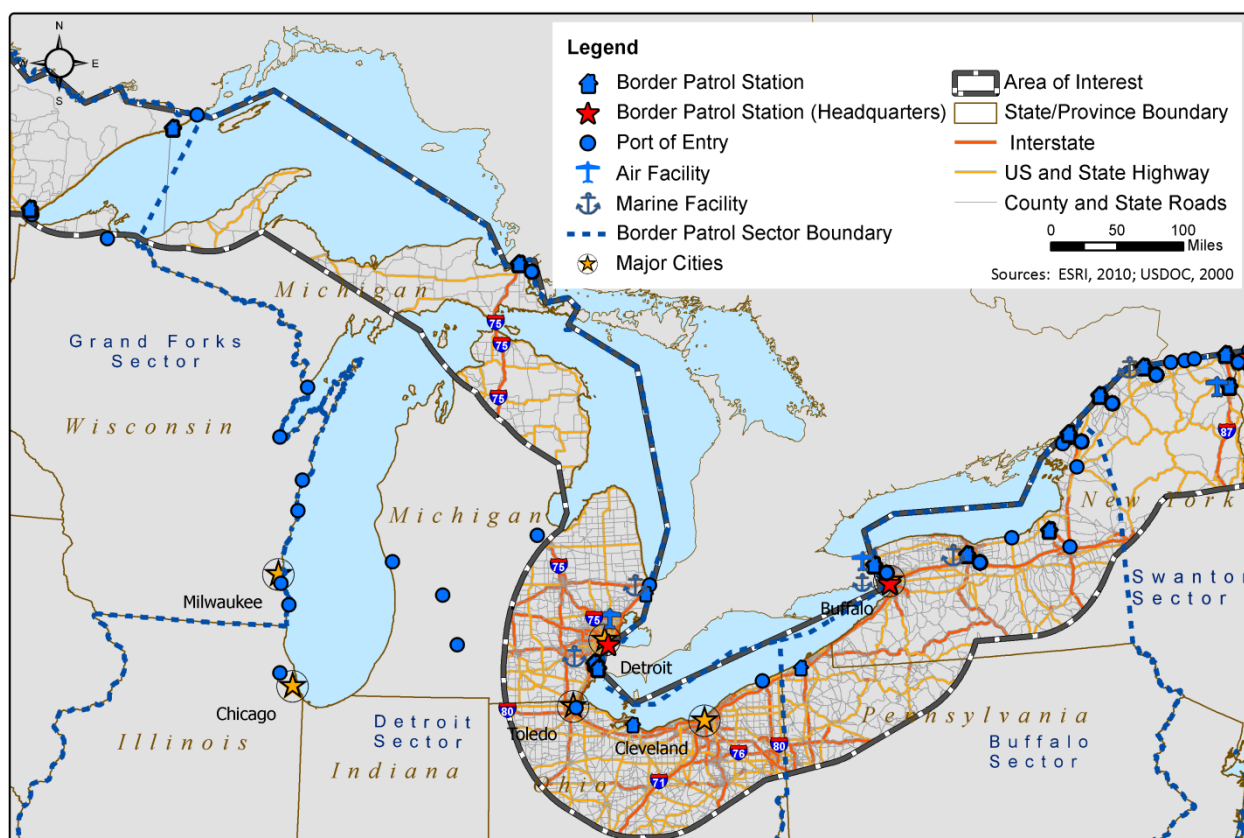 N
W E
S
Legend
Border Patrol Station
Border Patrol Station (Headquarters)
Port of Entry
Air Facility
Marine Facility
Border Patrol Sector Boundary
Major Cities
Area of Interest
State/Province Boundary
Interstate
US and State Highway
County and State Roads
0 50 100
Miles
Sources: ESRI, 2010; USDOC, 2000
Michigan
75
75
75
Grand Forks
Sector
Wisconsin
87
Michigan
New York
75
Milwaukee
75
Buffalo
Swanton
Sector
Detroit
Chicago
80
Toledo
Cleveland
Pennsylvania
Detroit
Sector
Illinois
Indiana
Ohio
76
80
71
Buffalo
Sector